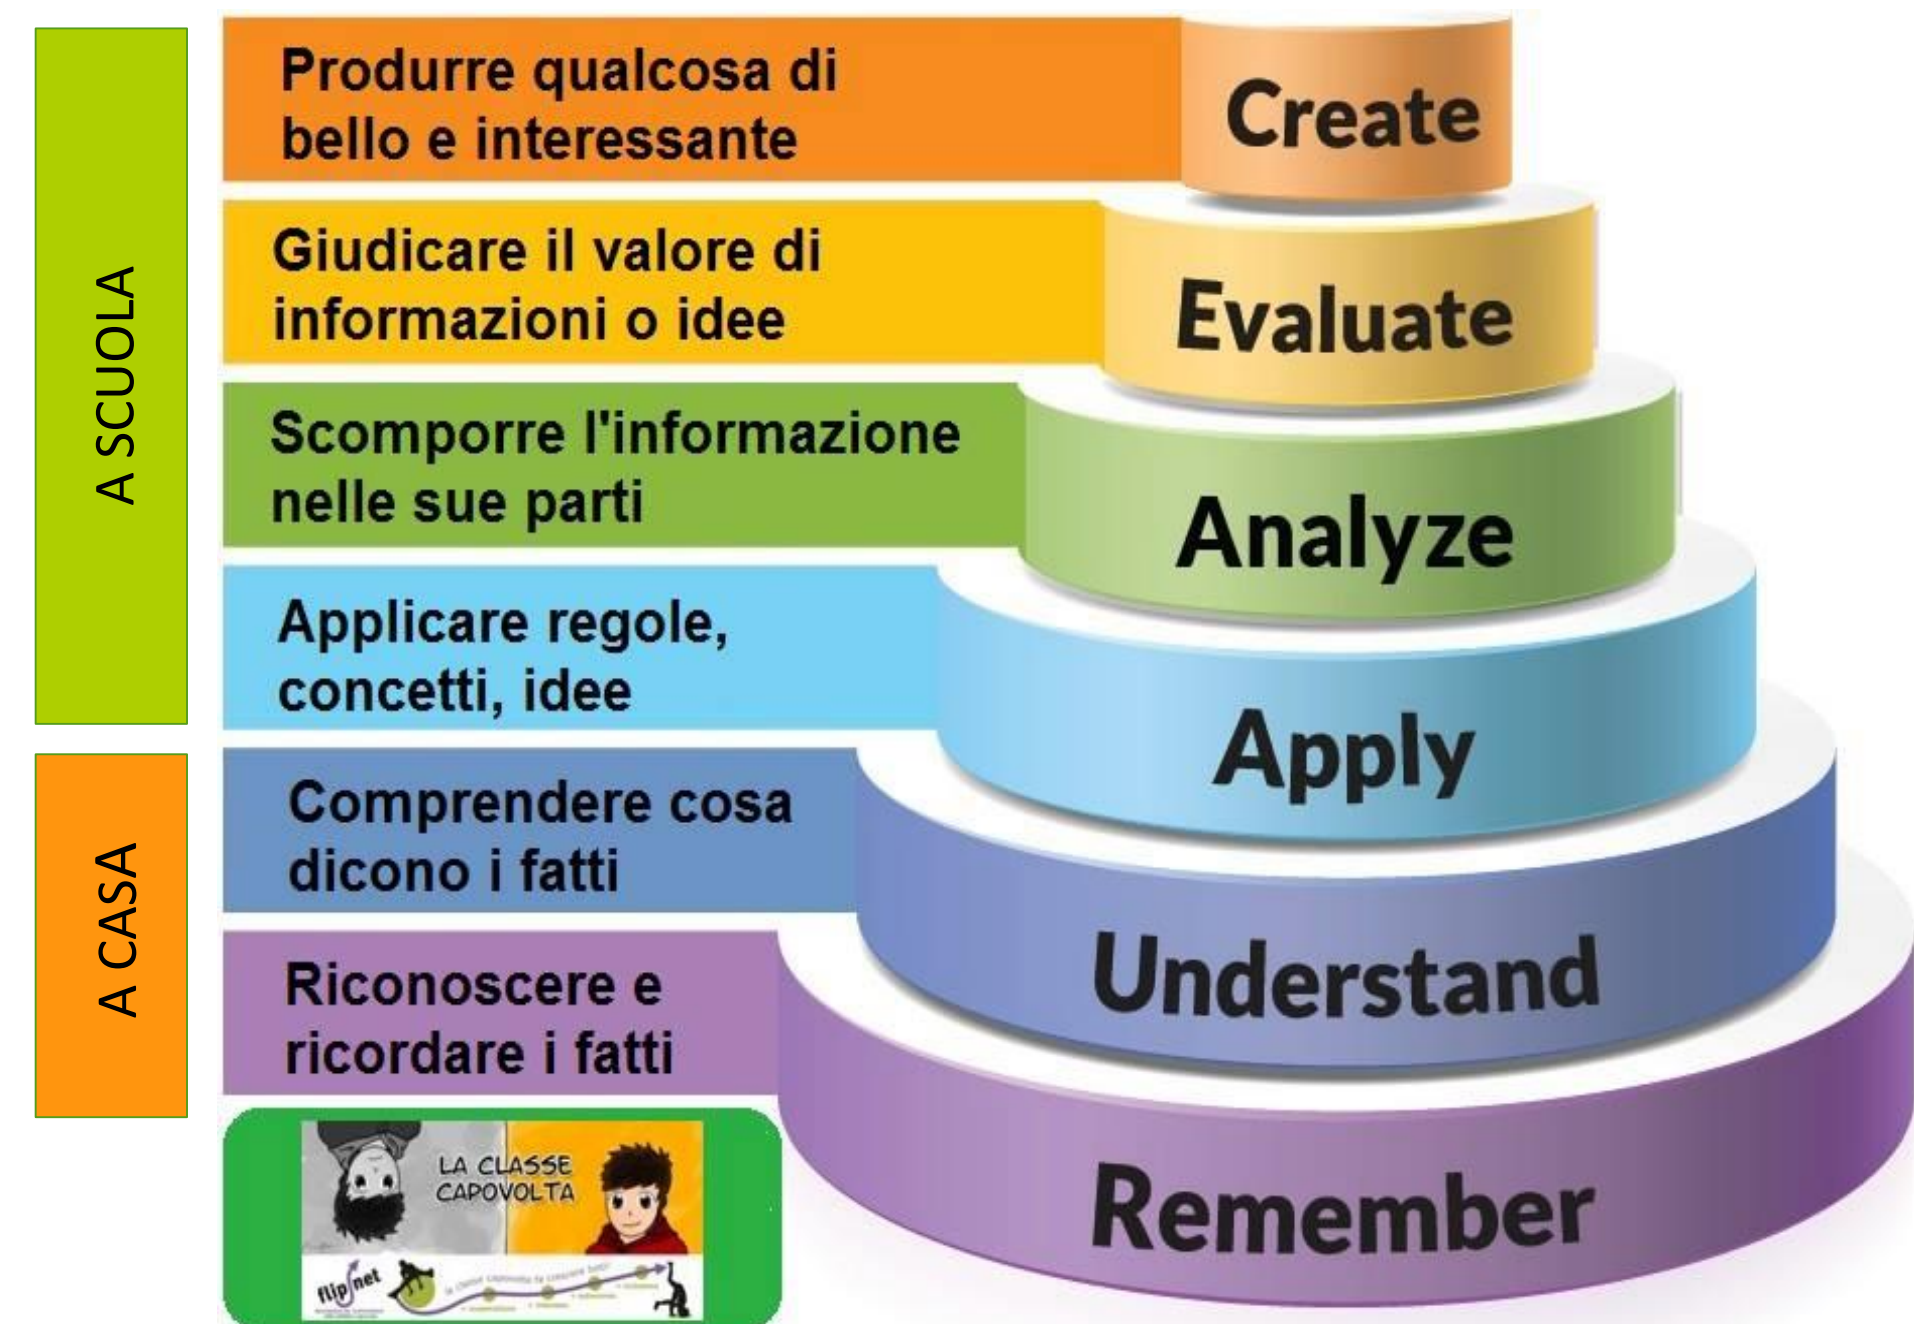 A SCUOLA
Produrre qualcosa di
bello e interessante
Create
Giudicare il valore di
informazioni o idee
Evaluate
Scomporre l'informazione
nelle sue parti
Analyze
Applicare regole,
concetti, idee
Apply
A CASA
Comprendere cosa
dicono i fatti
Understand
Riconoscere e
ricordare i fatti
Remember
LA CLASSE
CAPOVOLTA
flipnet